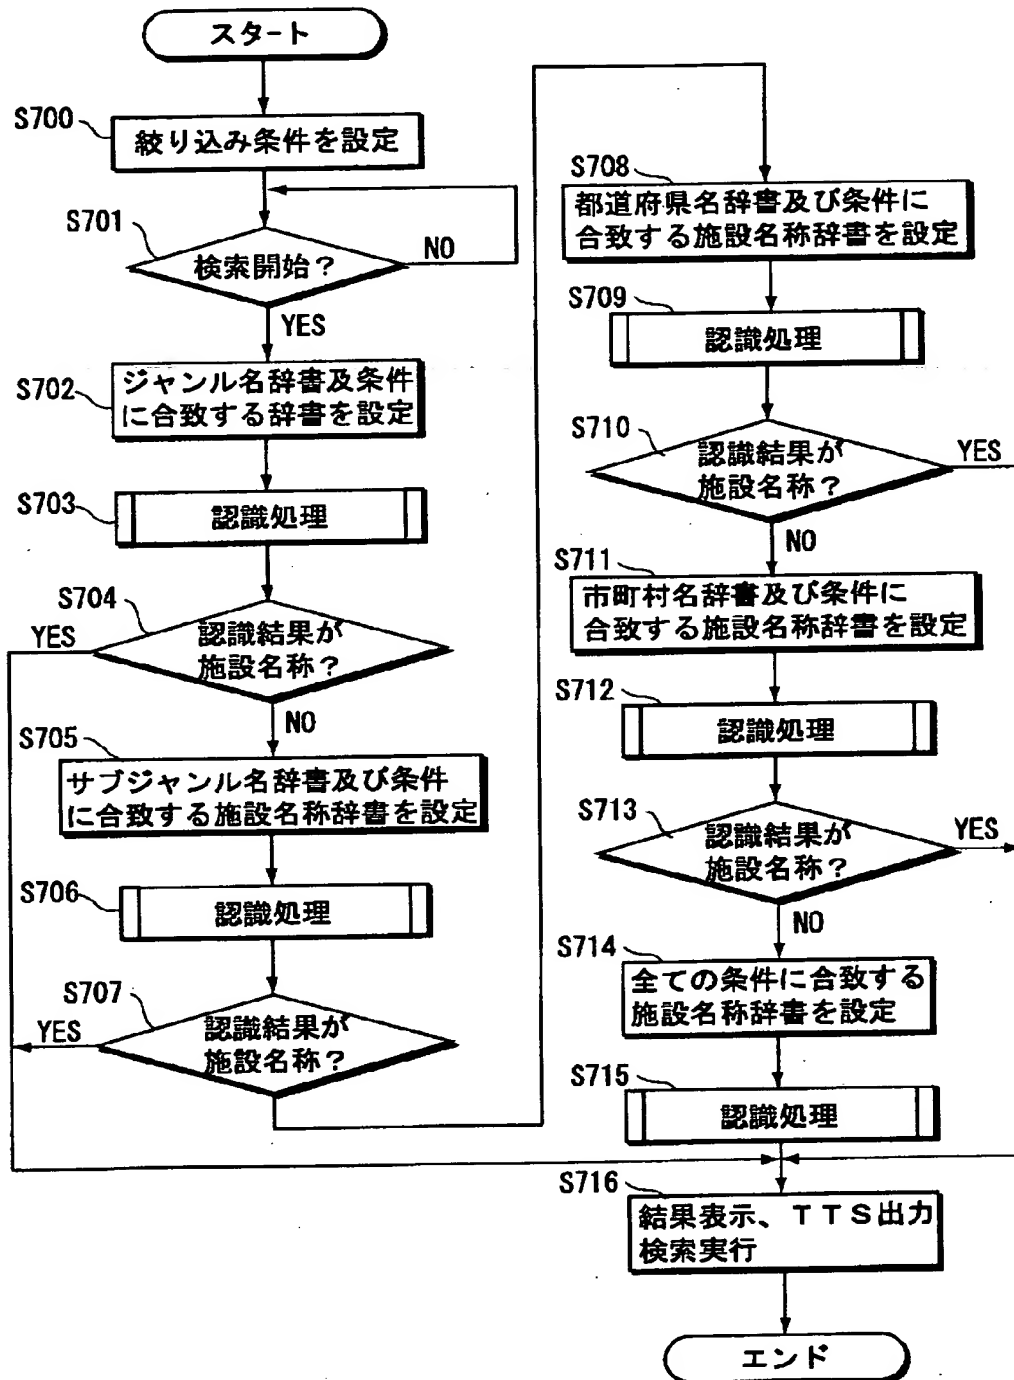 スタート
S700
絞り込み条件を設定
S701
検索開始？
NO
YES
S702
ジャンル名辞書及条件
に合致する辞書を設定
S703
認識処理
S704
YES
認識結果が
施設名称？
NO
S705
サブジャンル名辞書及び条件
に合致する施設名称辞書を設定
S706
認識処理
S707
YES
認識結果が
施設名称？
S708
都道府県名辞書及び条件に
合致する施設名称辞書を設定
S709
認識処理
S710
認識結果が
施設名称？
YES
NO
S711
市町村名辞書及び条件に
合致する施設名称辞書を設定
S712
認識処理
S713
認識結果が
施設名称？
YES
NO
S714
全ての条件に合致する
施設名称辞書を設定
S715
認識処理
S716
結果表示、ＴＴＳ出力
検索実行
エンド